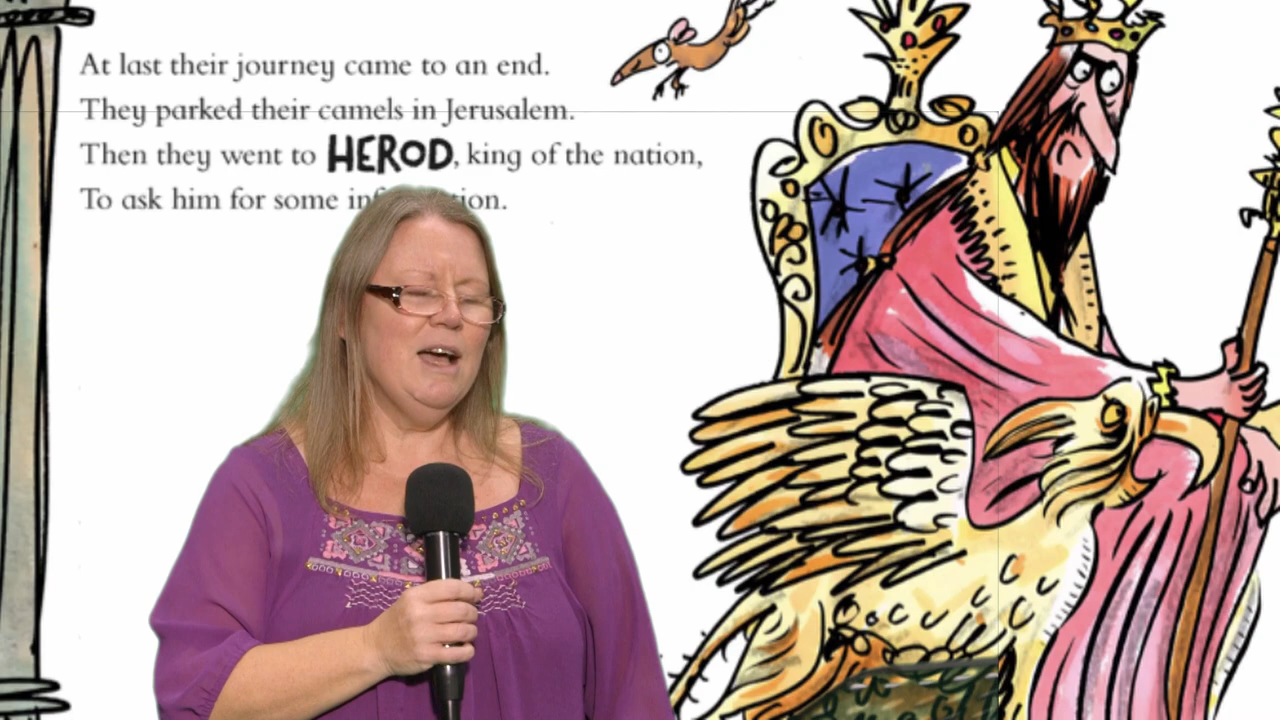 At last their journey came to an end.
They parked their camels in Jerusalem.
Then they went to HEROD, king of the nation,
To ask him for some